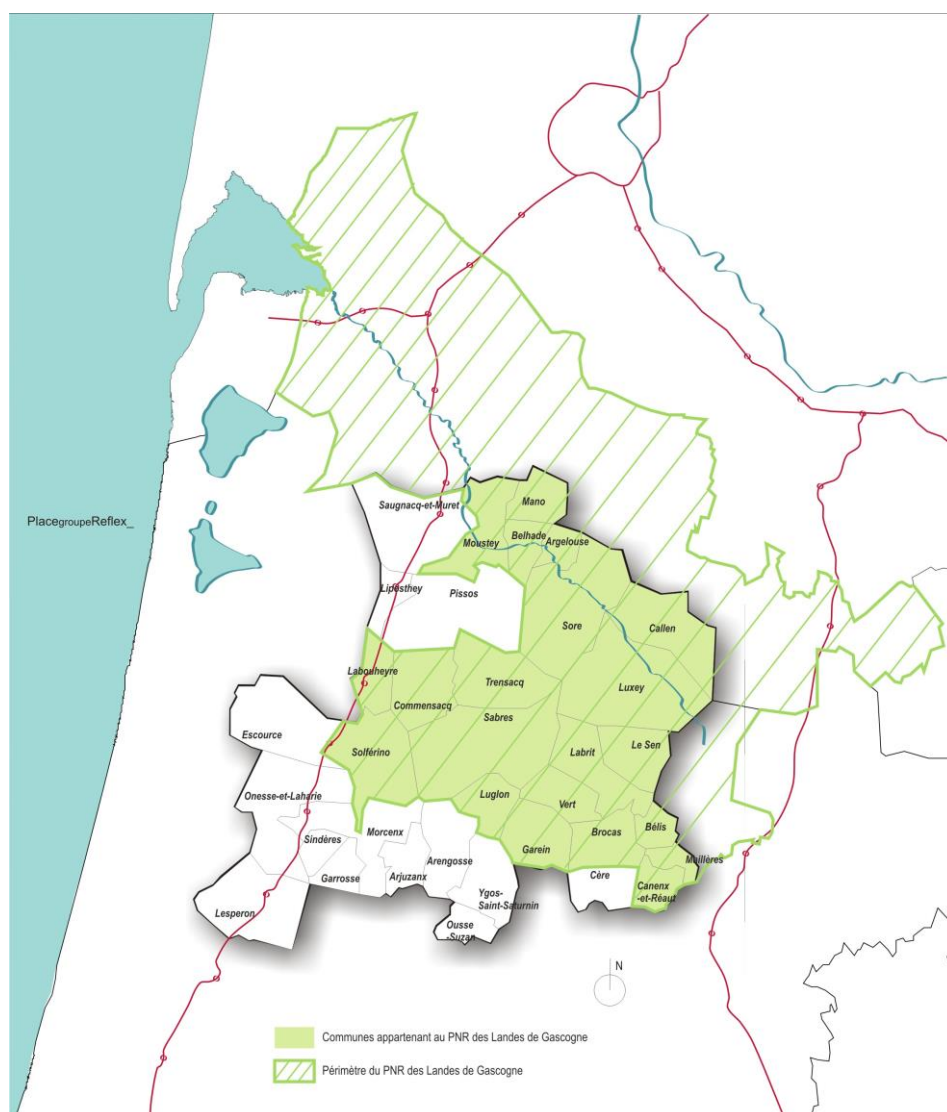 Saugnacq-et-Muret
Mano
PlacegroupeReflex_
Moustey
Belhade
Argelouse
Liposthey
Pissos
Sore
Callen
Labouheyre
Trensacq
Luxey
Commensacq
Sabres
Escource
Solférino
Labrit
Le Sen
Onesse-et-Laharie
Luglon
Vert
Sindères
Morcenx
Brocas
Bélis
Garein
Arengosse
Maillères
Garrosse
Arjuzanx
Cère
Canenx
-et-Réaut
Ygos-
Saint-Saturnin
Lesperon
Ousse
-Suzan
N
Communes appartenant au PNR des Landes de Gascogne
Périmètre du PNR des Landes de Gascogne